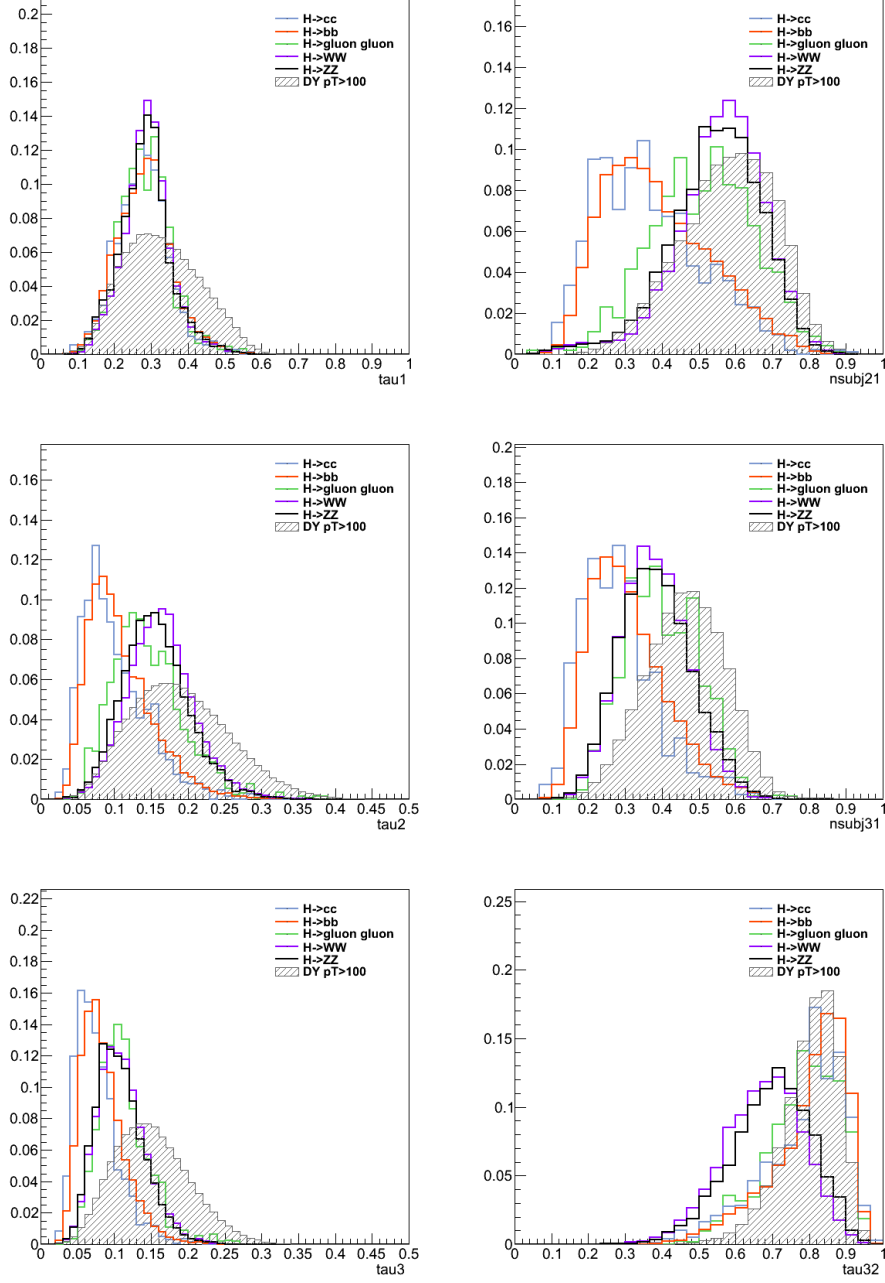 0.2
0.18
0.16
0.14
0.12
0.1
0.08
0.06
0.04
0.02
0
H->cc
H->bb
H->gluon gluon
H->WW
H->ZZ
DY pT>100
0 0.1 0.2 0.3 0.4 0.5 0.6 0.7 0.8 0.9 1
tau1
0.16
0.14
0.12
0.1
0.08
0.06
0.04
0.02
0
H->cc
H->bb
H->gluon gluon
H->WW
H->ZZ
DY pT>100
0 0.1 0.2 0.3 0.4 0.5 0.6 0.7 0.8 0.9 1
nsubj21
0.16
0.14
0.12
0.1
0.08
0.06
0.04
0.02
0
H->cc
H->bb
H->gluon gluon
H->WW
H->ZZ
DY pT>100
0 0.05 0.1 0.15 0.2 0.25 0.3 0.35 0.4 0.45 0.5
tau2
0.2
0.18
0.16
0.14
0.12
0.1
0.08
0.06
0.04
0.02
0
H->cc
H->bb
H->gluon gluon
H->WW
H->ZZ
DY pT>100
0 0.1 0.2 0.3 0.4 0.5 0.6 0.7 0.8 0.9 1
nsubj31
0.22
0.2
0.18
0.16
0.14
0.12
0.1
0.08
0.06
0.04
0.02
0
H->cc
H->bb
H->gluon gluon
H->WW
H->ZZ
DY pT>100
0 0.05 0.1 0.15 0.2 0.25 0.3 0.35 0.4 0.45 0.5
tau3
0.25
0.2
0.15
0.1
0.05
0
H->cc
H->bb
H->gluon gluon
H->WW
H->ZZ
DY pT>100
0 0.1 0.2 0.3 0.4 0.5 0.6 0.7 0.8 0.9 1
tau32